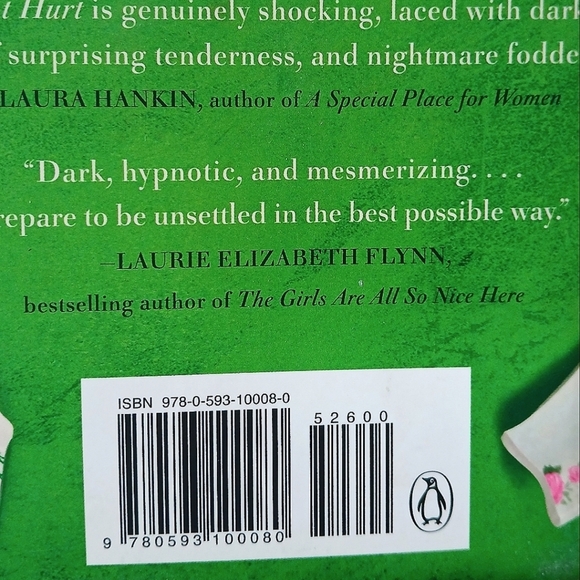 t Hurt is genuinely shocking, laced with dark
f surprising tenderness, and nightmare fodde
LAURA HANKIN, author of A Special Place for Women
“Dark, hypnotic, and mesmerizing. . . .
repare to be unsettled in the best possible way.”
—LAURIE ELIZABETH FLYNN,
bestselling author of The Girls Are All So Nice Here
ISBN 978-0-593-10008-0
52600
9 780593 100080